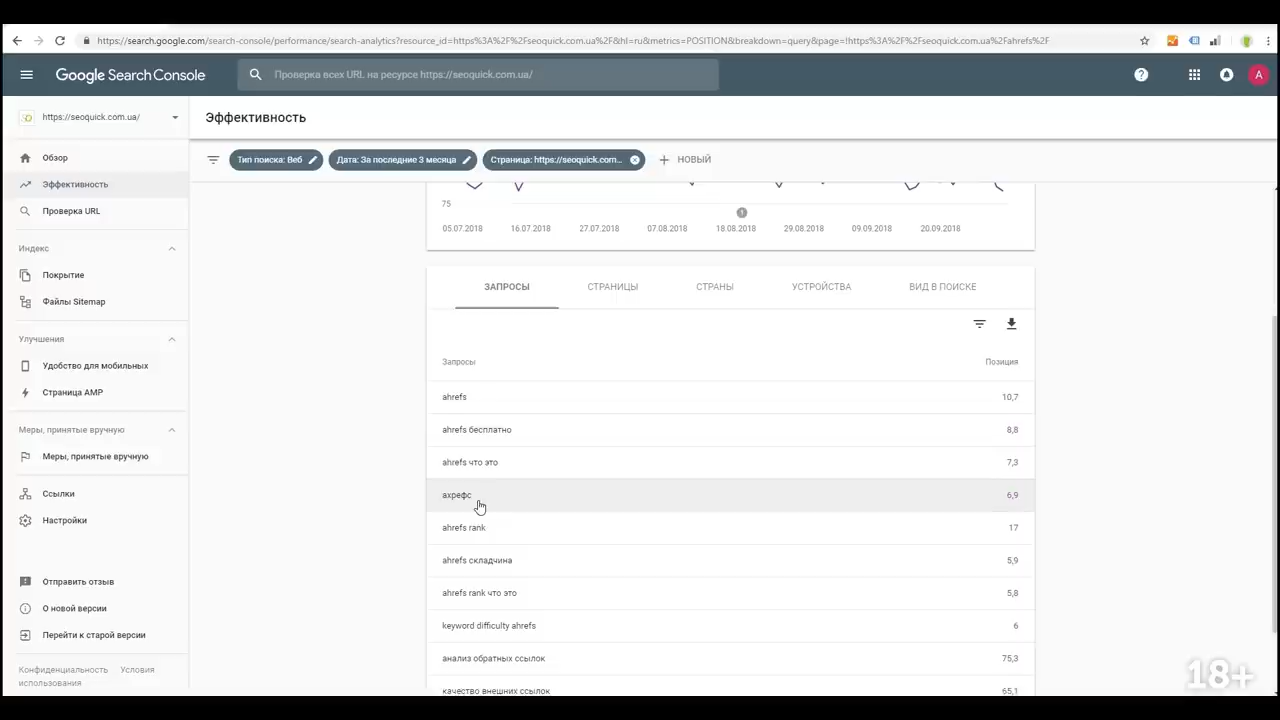 https://search.google.com/search-console/performance/search-analytics?resource_id=https%3A%2F%2Fseoquick.com.ua%2F&hl=ru&metrics=POSITION&breakdown=query&page=!https%3A%2F%2Fseoquick.com.ua%2Fahrefs%2F
Google Search Console
Проверка всех URL на ресурсе https://seoquick.com.ua/
A
https://seoquick.com.ua/
Эффективность
Тип поиска: Веб
Дата: За последние 3 месяца
Страница: https://seoquick.com...
НОВЫЙ
Обзор
Эффективность
Проверка URL
Индекс
Покрытие
Файлы Sitemap
Улучшения
Удобство для мобильных
Страница AMP
Меры, принятые вручную
Меры, принятые вручную
Ссылки
Настройки
Отправить отзыв
О новой версии
Перейти к старой версии
Конфиденциальность Условия
использования
75
05.07.2018 16.07.2018 27.07.2018 07.08.2018 18.08.2018 29.08.2018 09.09.2018 20.09.2018
ЗАПРОСЫ СТРАНИЦЫ СТРАНЫ УСТРОЙСТВА ВИД В ПОИСКЕ
Запросы Позиция
ahrefs 10,7
ahrefs бесплатно 8,8
ahrefs что это 7,3
ахрефс 6,9
ahrefs rank 17
ahrefs складчина 5,9
ahrefs rank что это 5,8
keyword difficulty ahrefs 6
анализ обратных ссылок 75,3
качество внешних ссылок 65,1
18+